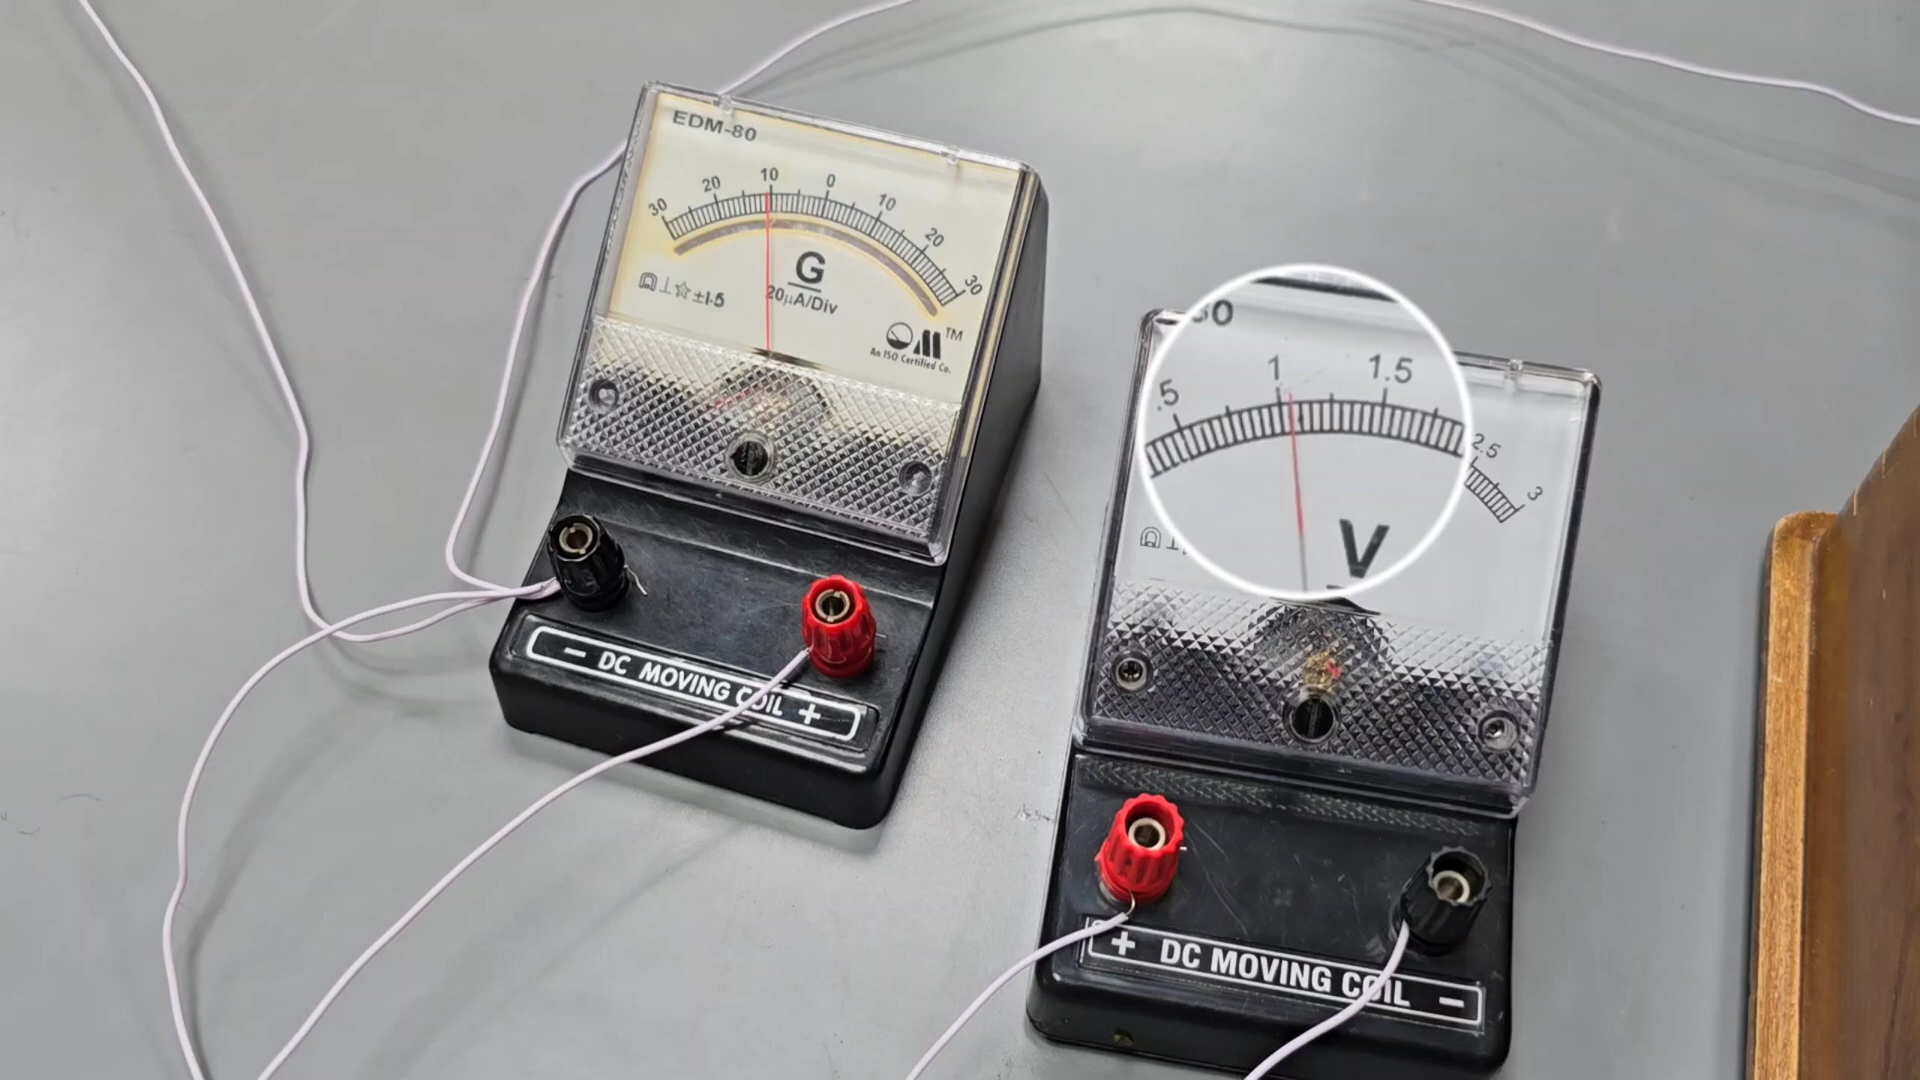 EDM-80
30 20 10 0 10 20 30
G
20µA/Div
±1.5
TM
An ISO Certified Co.
− DC MOVING COIL +
80
.5 1 1.5
2.5 3
V
+ DC MOVING COIL −